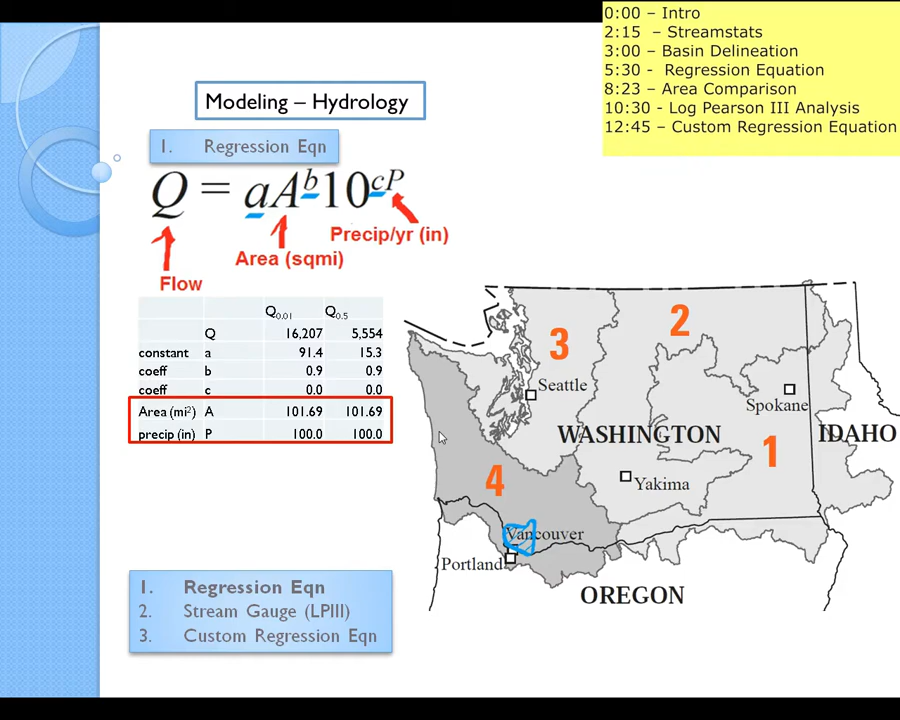 0:00 – Intro
2:15 – Streamstats
3:00 – Basin Delineation
5:30 - Regression Equation
8:23 – Area Comparison
10:30 - Log Pearson III Analysis
12:45 – Custom Regression Equation
Modeling – Hydrology
1. Regression Eqn
Q = aA^b10^cP
Precip/yr (in)
Area (sqmi)
Flow
Q0.01 Q0.5
Q 16,207 5,554
constant a 91.4 15.3
coeff b 0.9 0.9
coeff c 0.0 0.0
Area (mi²) A 101.69 101.69
precip (in) P 100.0 100.0
2
3
Seattle
Spokane
WASHINGTON
IDAHO
1
4
Yakima
Vancouver
Portland
OREGON
1. Regression Eqn
2. Stream Gauge (LPIII)
3. Custom Regression Eqn